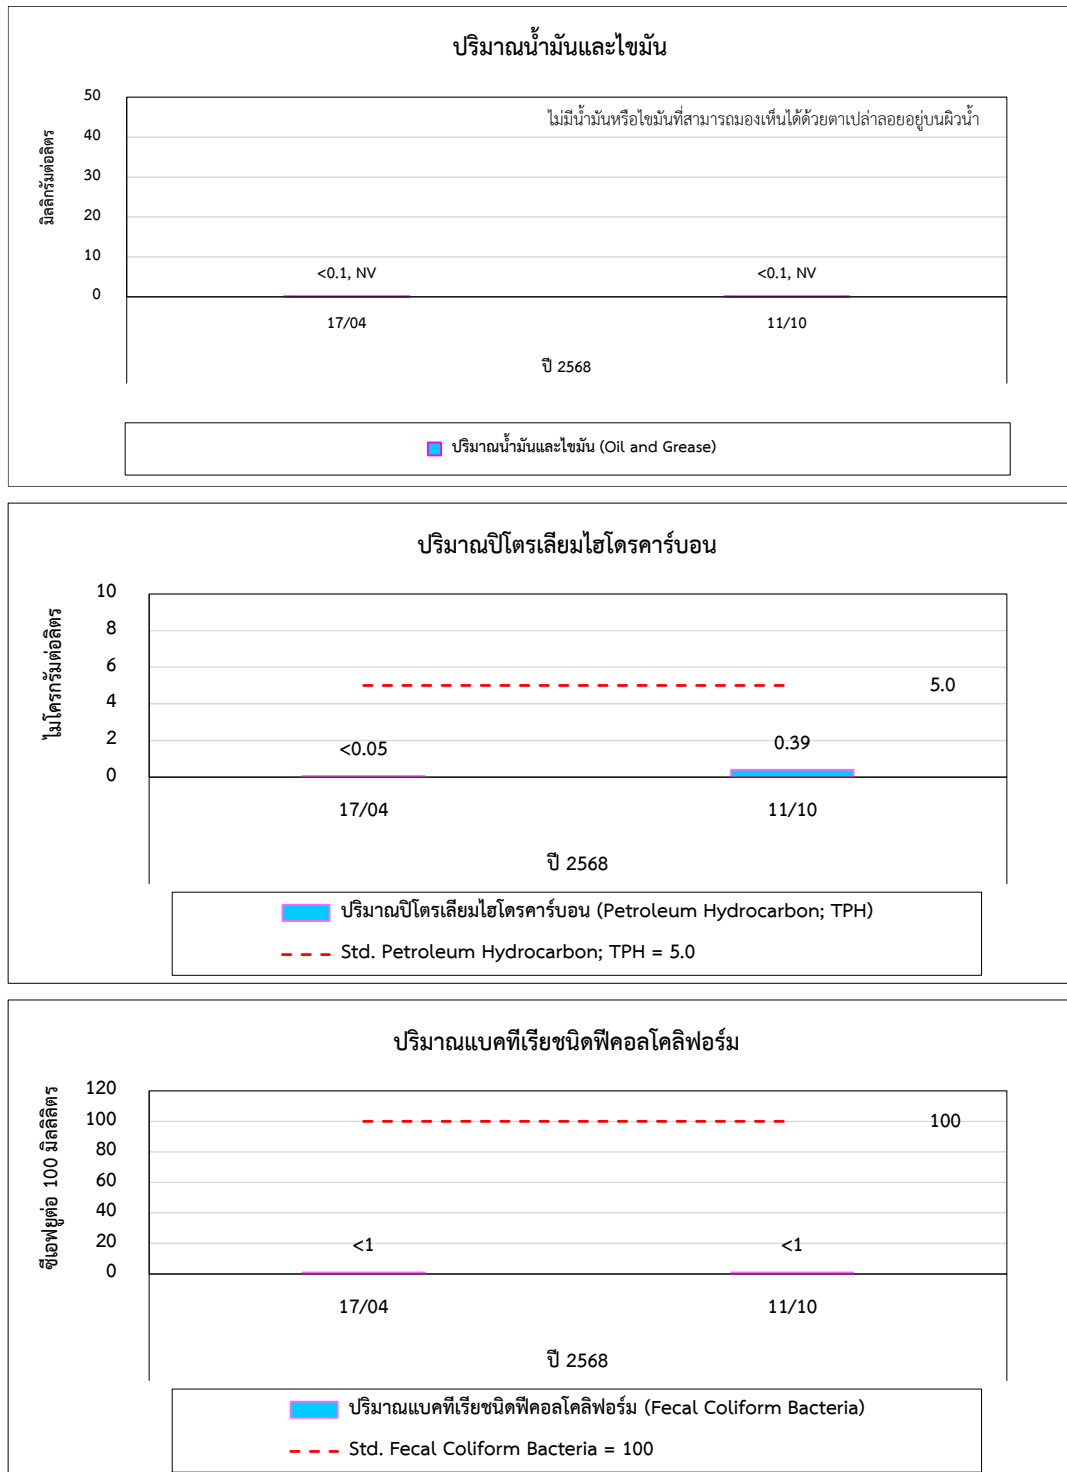 ปริมาณน้ำมันและไขมัน
มิลลิกรัมต่อลิตร
50
40
30
20
10
0
ไม่มีน้ำมันหรือไขมันที่สามารถมองเห็นได้ด้วยตาเปล่าลอยอยู่บนผิวน้ำ
<0.1, NV
<0.1, NV
17/04
11/10
ปี 2568
ปริมาณน้ำมันและไขมัน (Oil and Grease)
ปริมาณปิโตรเลียมไฮโดรคาร์บอน
ไมโครกรัมต่อลิตร
10
8
6
4
2
0
5.0
<0.05
0.39
17/04
11/10
ปี 2568
ปริมาณปิโตรเลียมไฮโดรคาร์บอน (Petroleum Hydrocarbon; TPH)
Std. Petroleum Hydrocarbon; TPH = 5.0
ปริมาณแบคทีเรียชนิดฟีคอลโคลิฟอร์ม
ซีเอฟยูต่อ 100 มิลลิลิตร
120
100
80
60
40
20
0
100
<1
<1
17/04
11/10
ปี 2568
ปริมาณแบคทีเรียชนิดฟีคอลโคลิฟอร์ม (Fecal Coliform Bacteria)
Std. Fecal Coliform Bacteria = 100